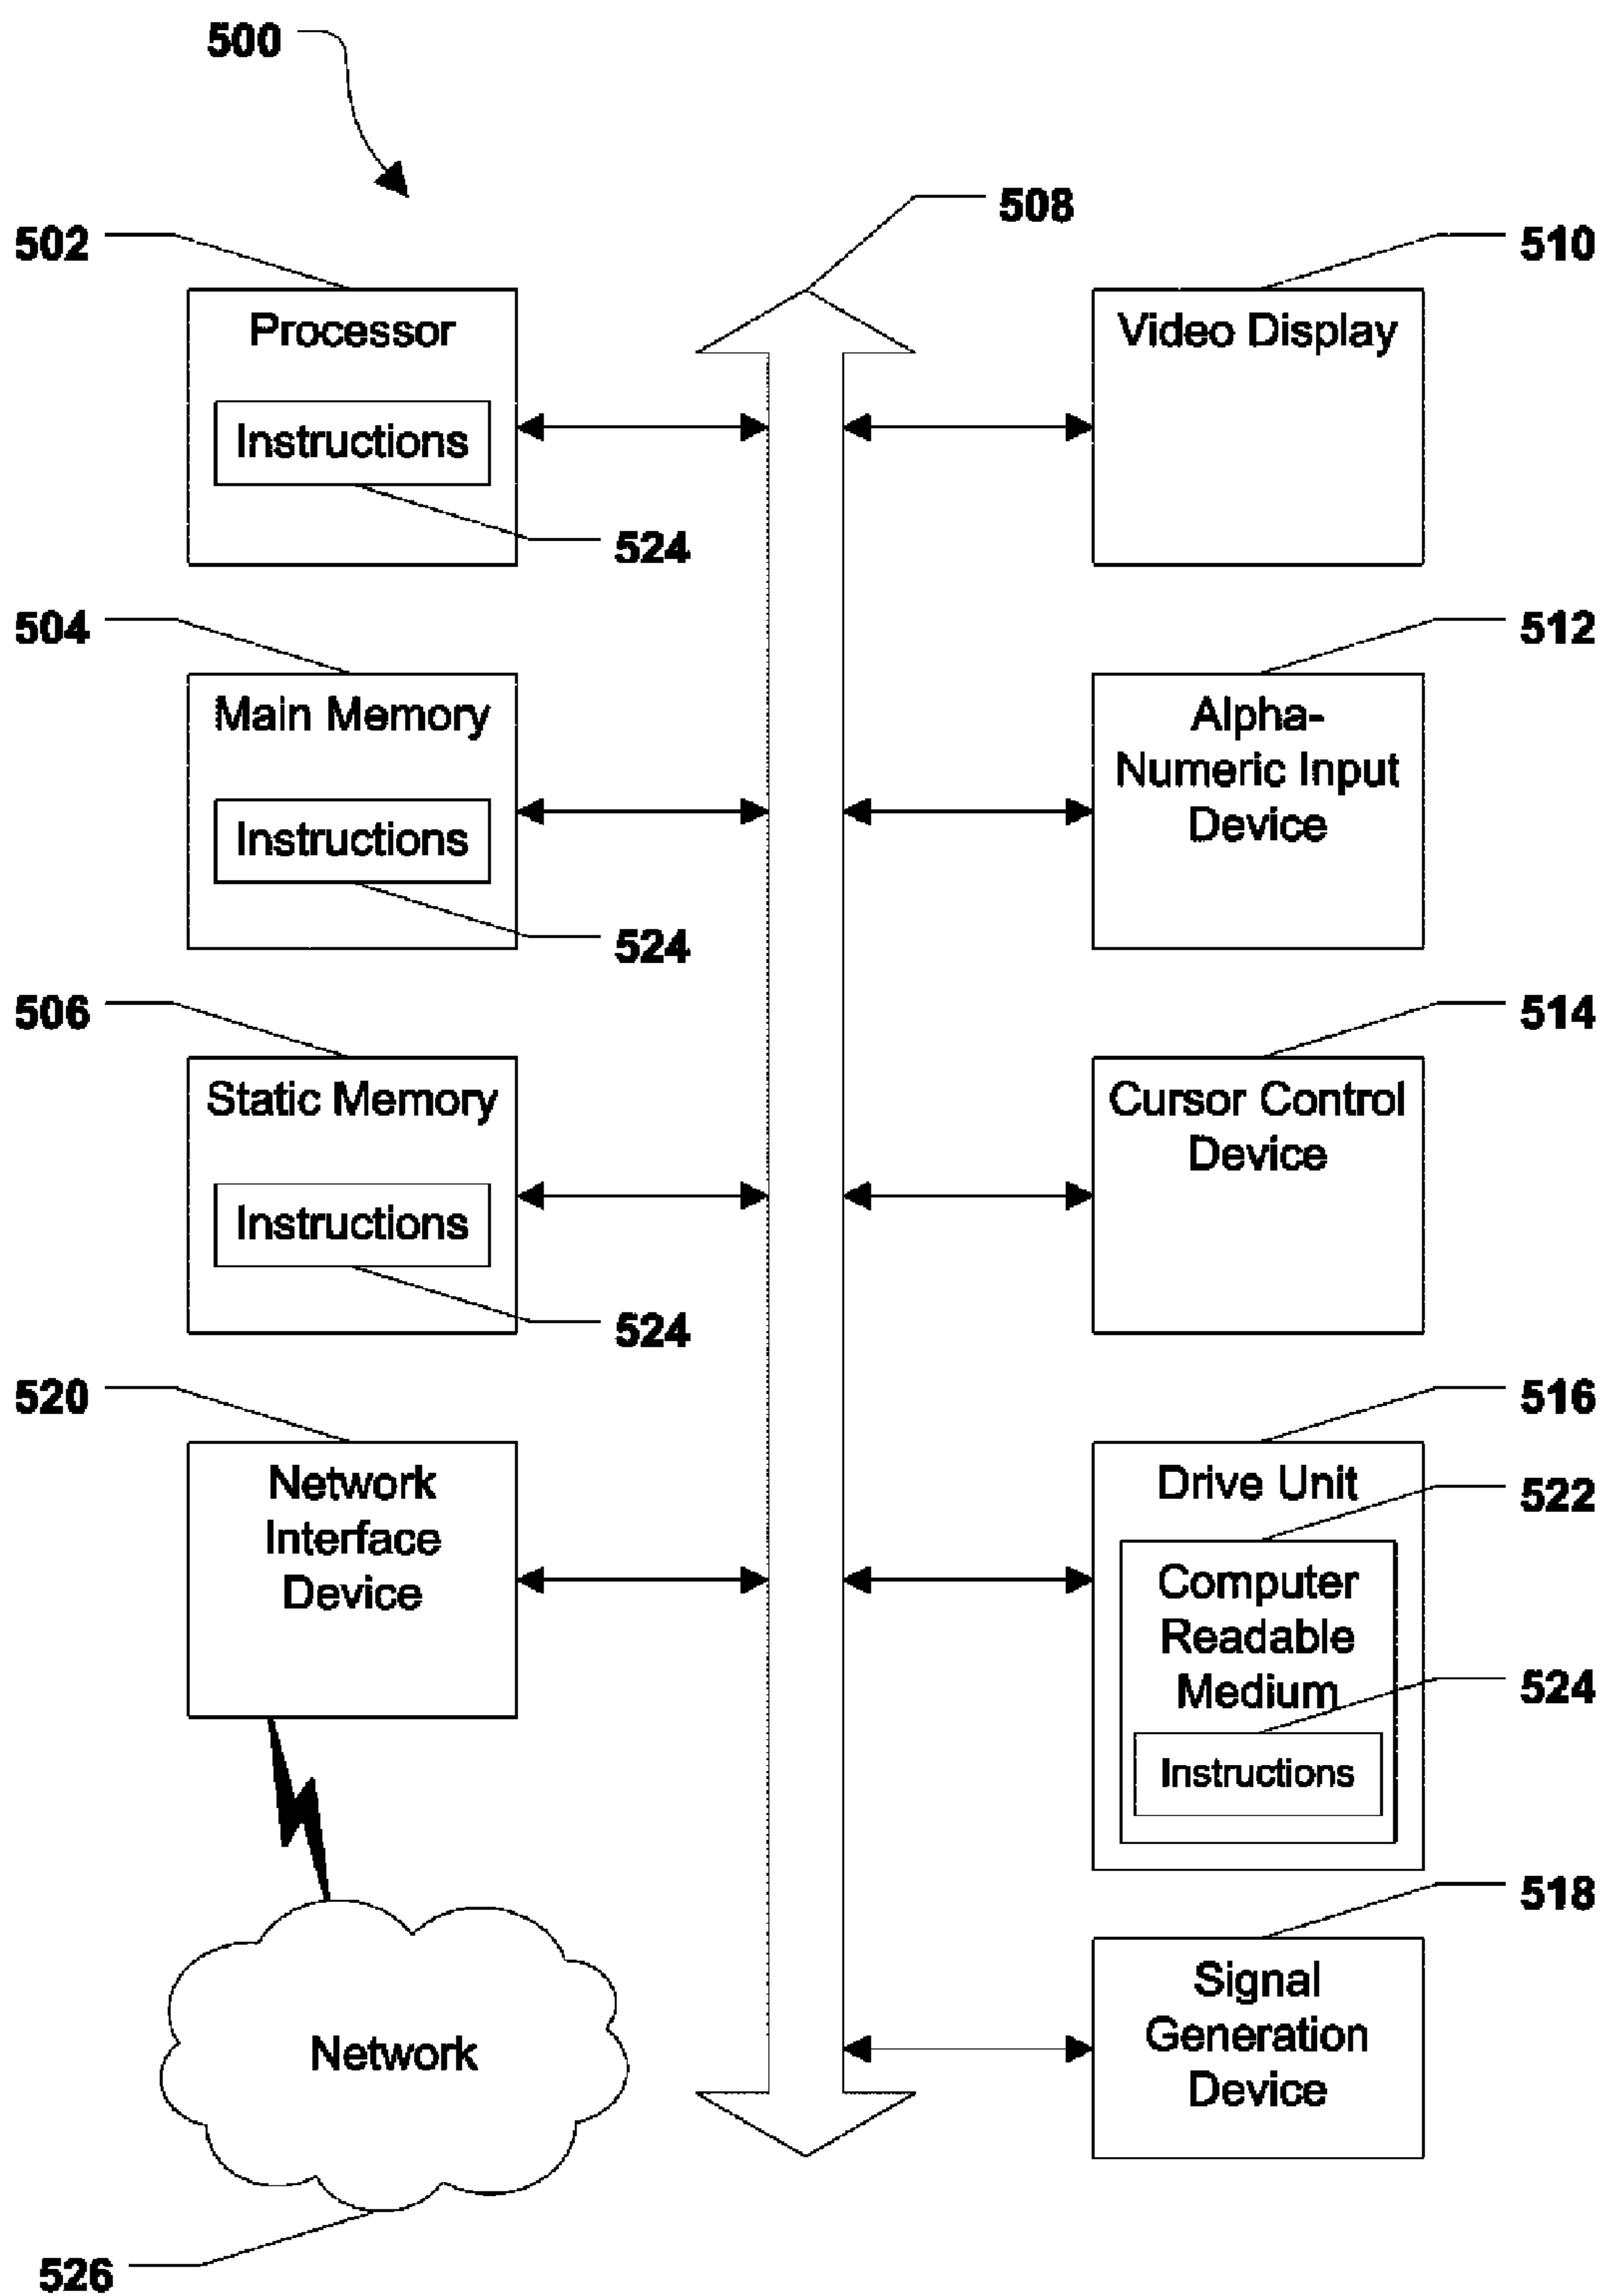 500
508
502
Processor
Instructions
524
510
Video Display
504
Main Memory
Instructions
524
512
Alpha-
Numeric Input
Device
506
Static Memory
Instructions
524
514
Cursor Control
Device
520
Network
Interface
Device
516
Drive Unit
522
Computer
Readable
Medium
524
Instructions
518
Signal
Generation
Device
Network
526